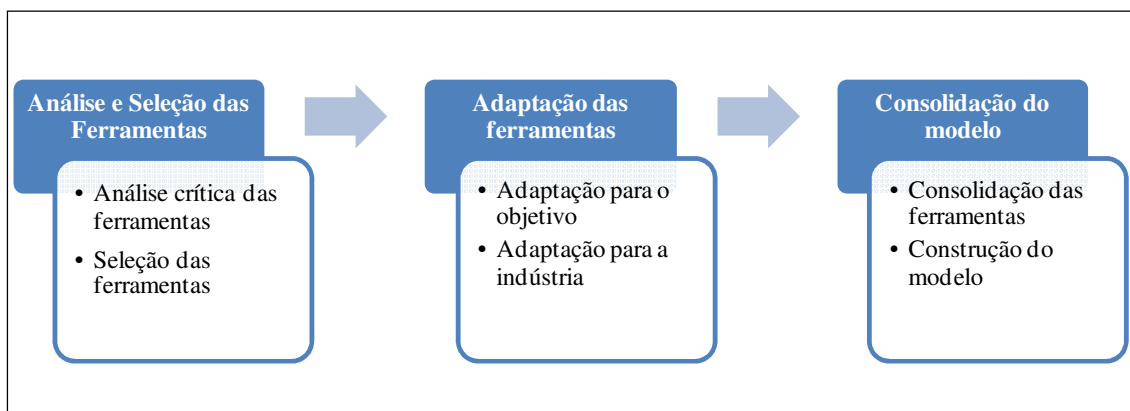 Análise e Seleção das
Ferramentas
• Análise crítica das
ferramentas
• Seleção das
ferramentas
Adaptação das
ferramentas
• Adaptação para o
objetivo
• Adaptação para a
indústria
Consolidação do
modelo
• Consolidação das
ferramentas
• Construção do
modelo